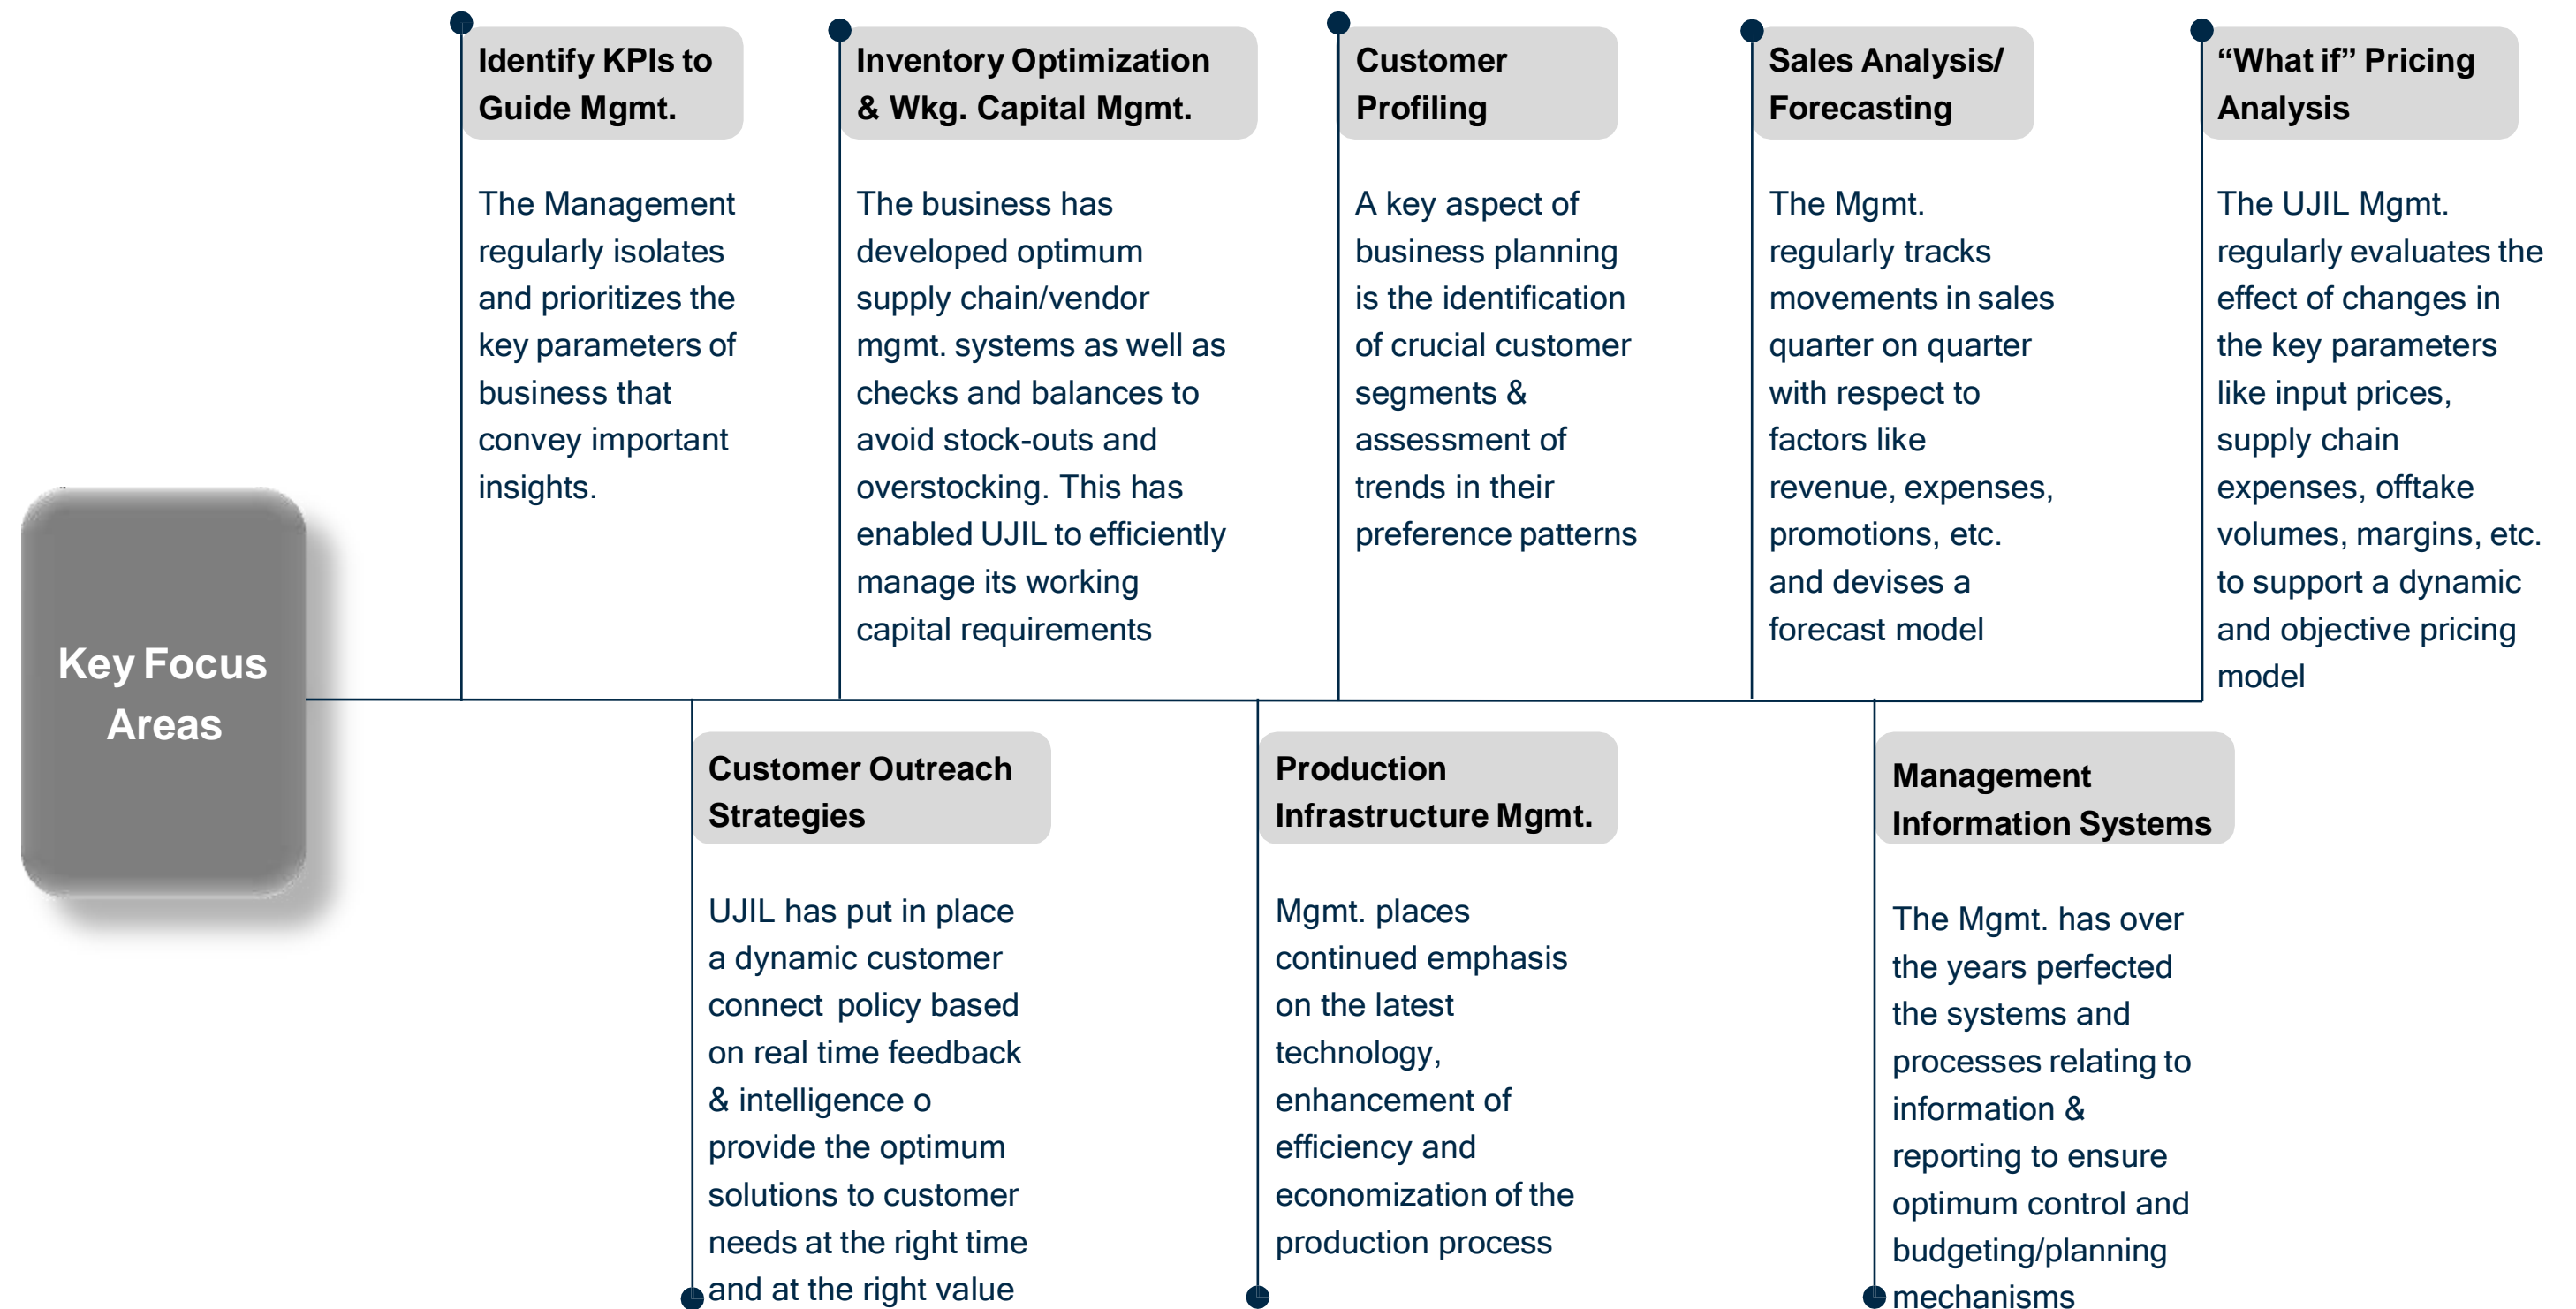 Key Focus
Areas
Identify KPIs to
Guide Mgmt.
The Management
regularly isolates
and prioritizes the
key parameters of
business that
convey important
insights.
Inventory Optimization
& Wkg. Capital Mgmt.
The business has
developed optimum
supply chain/vendor
mgmt. systems as well as
checks and balances to
avoid stock-outs and
overstocking. This has
enabled UJIL to efficiently
manage its working
capital requirements
Customer
Profiling
A key aspect of
business planning
is the identification
of crucial customer
segments &
assessment of
trends in their
preference patterns
Sales Analysis/
Forecasting
The Mgmt.
regularly tracks
movements in sales
quarter on quarter
with respect to
factors like
revenue, expenses,
promotions, etc.
and devises a
forecast model
“What if” Pricing
Analysis
The UJIL Mgmt.
regularly evaluates the
effect of changes in
the key parameters
like input prices,
supply chain
expenses, offtake
volumes, margins, etc.
to support a dynamic
and objective pricing
model
Customer Outreach
Strategies
UJIL has put in place
a dynamic customer
connect policy based
on real time feedback
& intelligence o
provide the optimum
solutions to customer
needs at the right time
and at the right value
Production
Infrastructure Mgmt.
Mgmt. places
continued emphasis
on the latest
technology,
enhancement of
efficiency and
economization of the
production process
Management
Information Systems
The Mgmt. has over
the years perfected
the systems and
processes relating to
information &
reporting to ensure
optimum control and
budgeting/planning
mechanisms